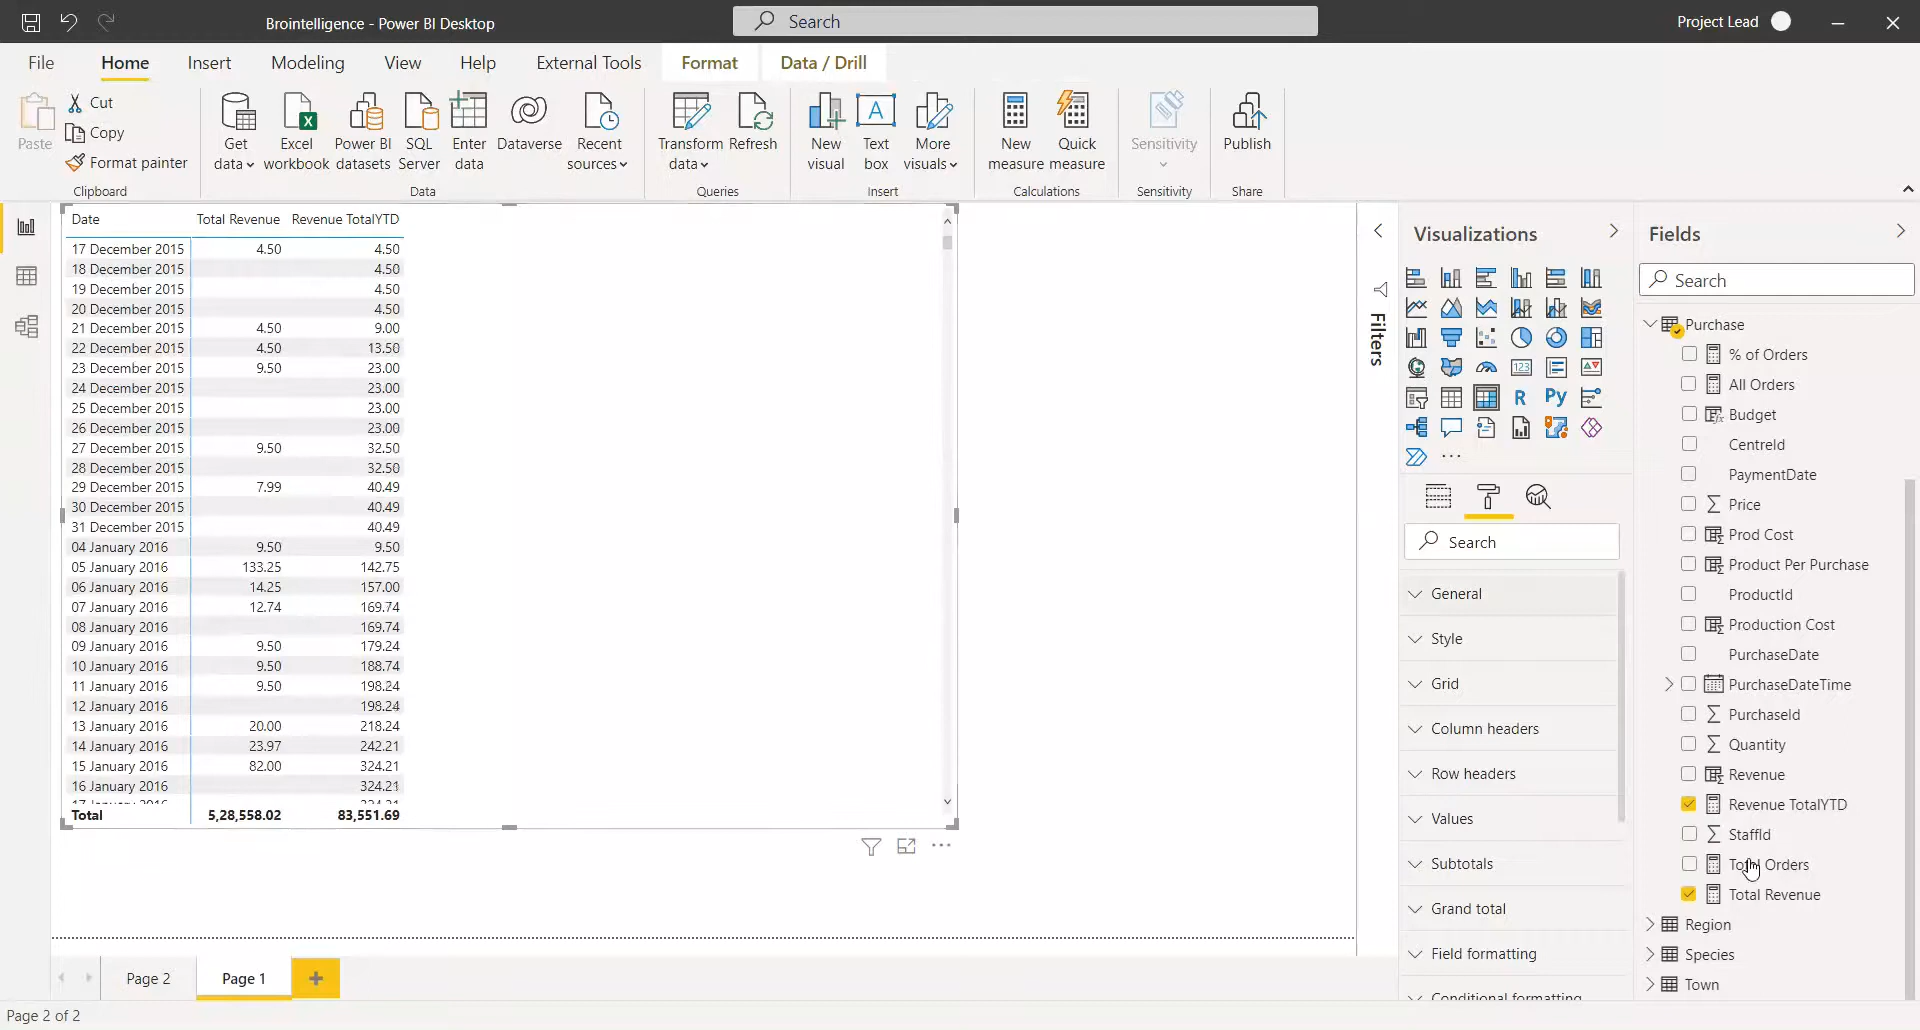 Brointelligence - Power BI Desktop
Search
Project Lead
File
Home
Insert
Modeling
View
Help
External Tools
Format
Data / Drill
Paste
Cut
Copy
Format painter
Clipboard
Get data
Excel workbook
Power BI datasets
SQL Server
Enter data
Dataverse
Recent sources
Data
Transform data
Refresh
Queries
New visual
Text box
More visuals
Insert
New measure
Quick measure
Calculations
Sensitivity
Sensitivity
Publish
Share
Date Total Revenue Revenue TotalYTD
17 December 2015 4.50 4.50
18 December 2015 4.50
19 December 2015 4.50
20 December 2015 4.50
21 December 2015 4.50 9.00
22 December 2015 4.50 13.50
23 December 2015 9.50 23.00
24 December 2015 23.00
25 December 2015 23.00
26 December 2015 23.00
27 December 2015 9.50 32.50
28 December 2015 32.50
29 December 2015 7.99 40.49
30 December 2015 40.49
31 December 2015 40.49
04 January 2016 9.50 9.50
05 January 2016 133.25 142.75
06 January 2016 14.25 157.00
07 January 2016 12.74 169.74
08 January 2016 169.74
09 January 2016 9.50 179.24
10 January 2016 9.50 188.74
11 January 2016 9.50 198.24
12 January 2016 198.24
13 January 2016 20.00 218.24
14 January 2016 23.97 242.21
15 January 2016 82.00 324.21
16 January 2016 324.21
17 January 2016 324.21
Total 5,28,558.02 83,551.69
Filters
Visualizations
123
R
Py
Search
General
Style
Grid
Column headers
Row headers
Values
Subtotals
Grand total
Field formatting
Conditional formatting
Fields
Search
Purchase
% of Orders
All Orders
Budget
CentreId
PaymentDate
Price
Prod Cost
Product Per Purchase
ProductId
Production Cost
PurchaseDate
PurchaseDateTime
PurchaseId
Quantity
Revenue
Revenue TotalYTD
StaffId
Total Orders
Total Revenue
Region
Species
Town
Page 2
Page 1
Page 2 of 2